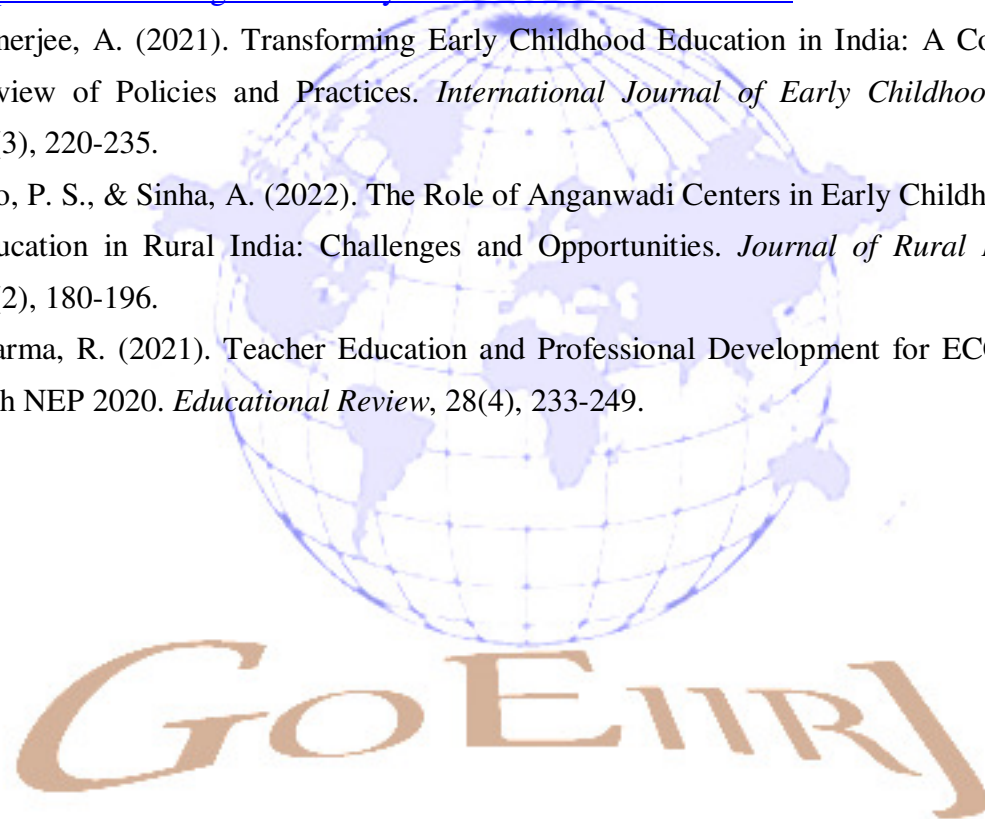 nerjee, A. (2021). Transforming Early Childhood Education in India: A Co
view of Policies and Practices. International Journal of Early Childhoo
(3), 220-235.
o, P. S., & Sinha, A. (2022). The Role of Anganwadi Centers in Early Childh
ucation in Rural India: Challenges and Opportunities. Journal of Rural
(2), 180-196.
arma, R. (2021). Teacher Education and Professional Development for EC
h NEP 2020. Educational Review, 28(4), 233-249.
GOEIIRJ